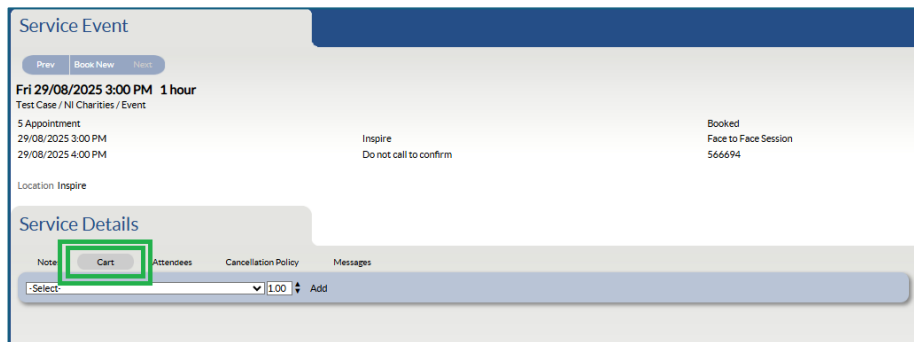 Service Event
Prev Book New Next
Fri 29/08/2025 3:00 PM 1 hour
Test Case / NI Charities / Event
5 Appointment Booked
29/08/2025 3:00 PM Inspire Face to Face Session
29/08/2025 4:00 PM Do not call to confirm 566694
Location Inspire
Service Details
Note Cart Attendees Cancellation Policy Messages
-Select- 1.00 Add